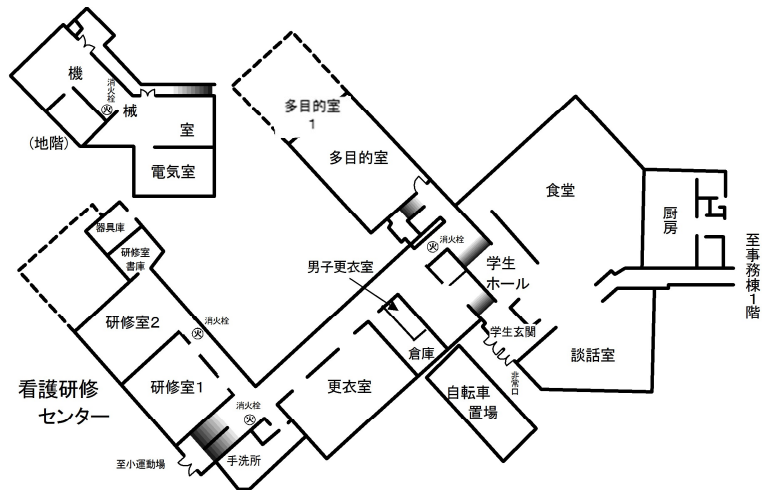 機
械
室
消火栓
火
(地階)
電気室
多目的室
1
多目的室
食堂
厨房
至事務棟1階
消火栓
火
学生
ホール
男子更衣室
学生玄関
非常口
談話室
倉庫
更衣室
自転車
置場
器具庫
研修室
書庫
研修室2
消火栓
火
研修室1
看護研修
センター
消火栓
火
手洗所
至小運動場